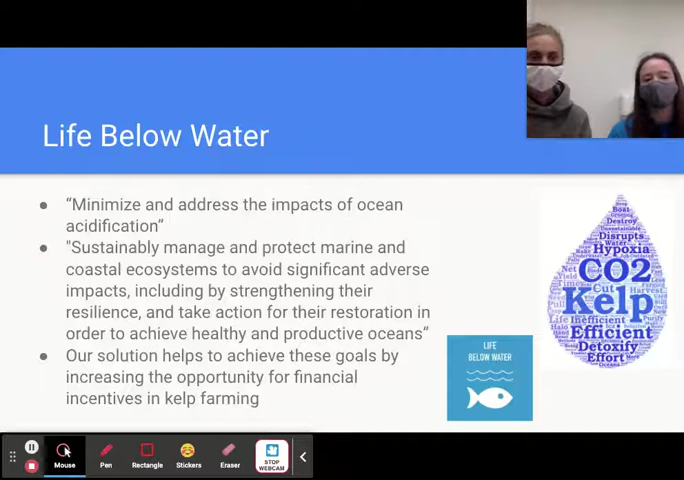 Life Below Water
● “Minimize and address the impacts of ocean
acidification”
● "Sustainably manage and protect marine and
coastal ecosystems to avoid significant adverse
impacts, including by strengthening their
resilience, and take action for their restoration in
order to achieve healthy and productive oceans”
● Our solution helps to achieve these goals by
increasing the opportunity for financial
incentives in kelp farming
LIFE
BELOW WATER
Boat
Destroy
Disrupts
Water
Hypoxia
CO2
Net
Cut
Harvest
Kelp
Life Inefficient
Efficient
Detoxify
Effort
Mouse
Pen
Rectangle
Stickers
Eraser
STOP
WEBCAM